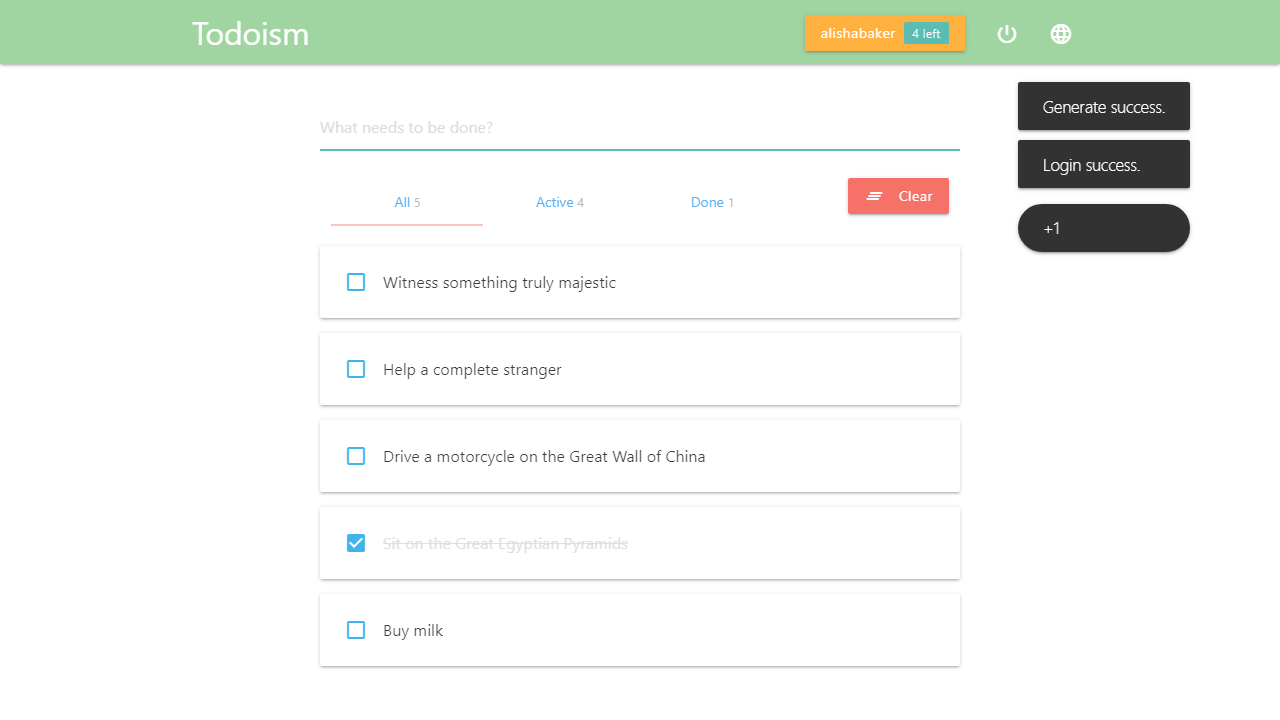 Todoism
alishabaker 4 left
Generate success.
Login success.
+1
What needs to be done?
All 5
Active 4
Done 1
Clear
Witness something truly majestic
Help a complete stranger
Drive a motorcycle on the Great Wall of China
Sit on the Great Egyptian Pyramids
Buy milk